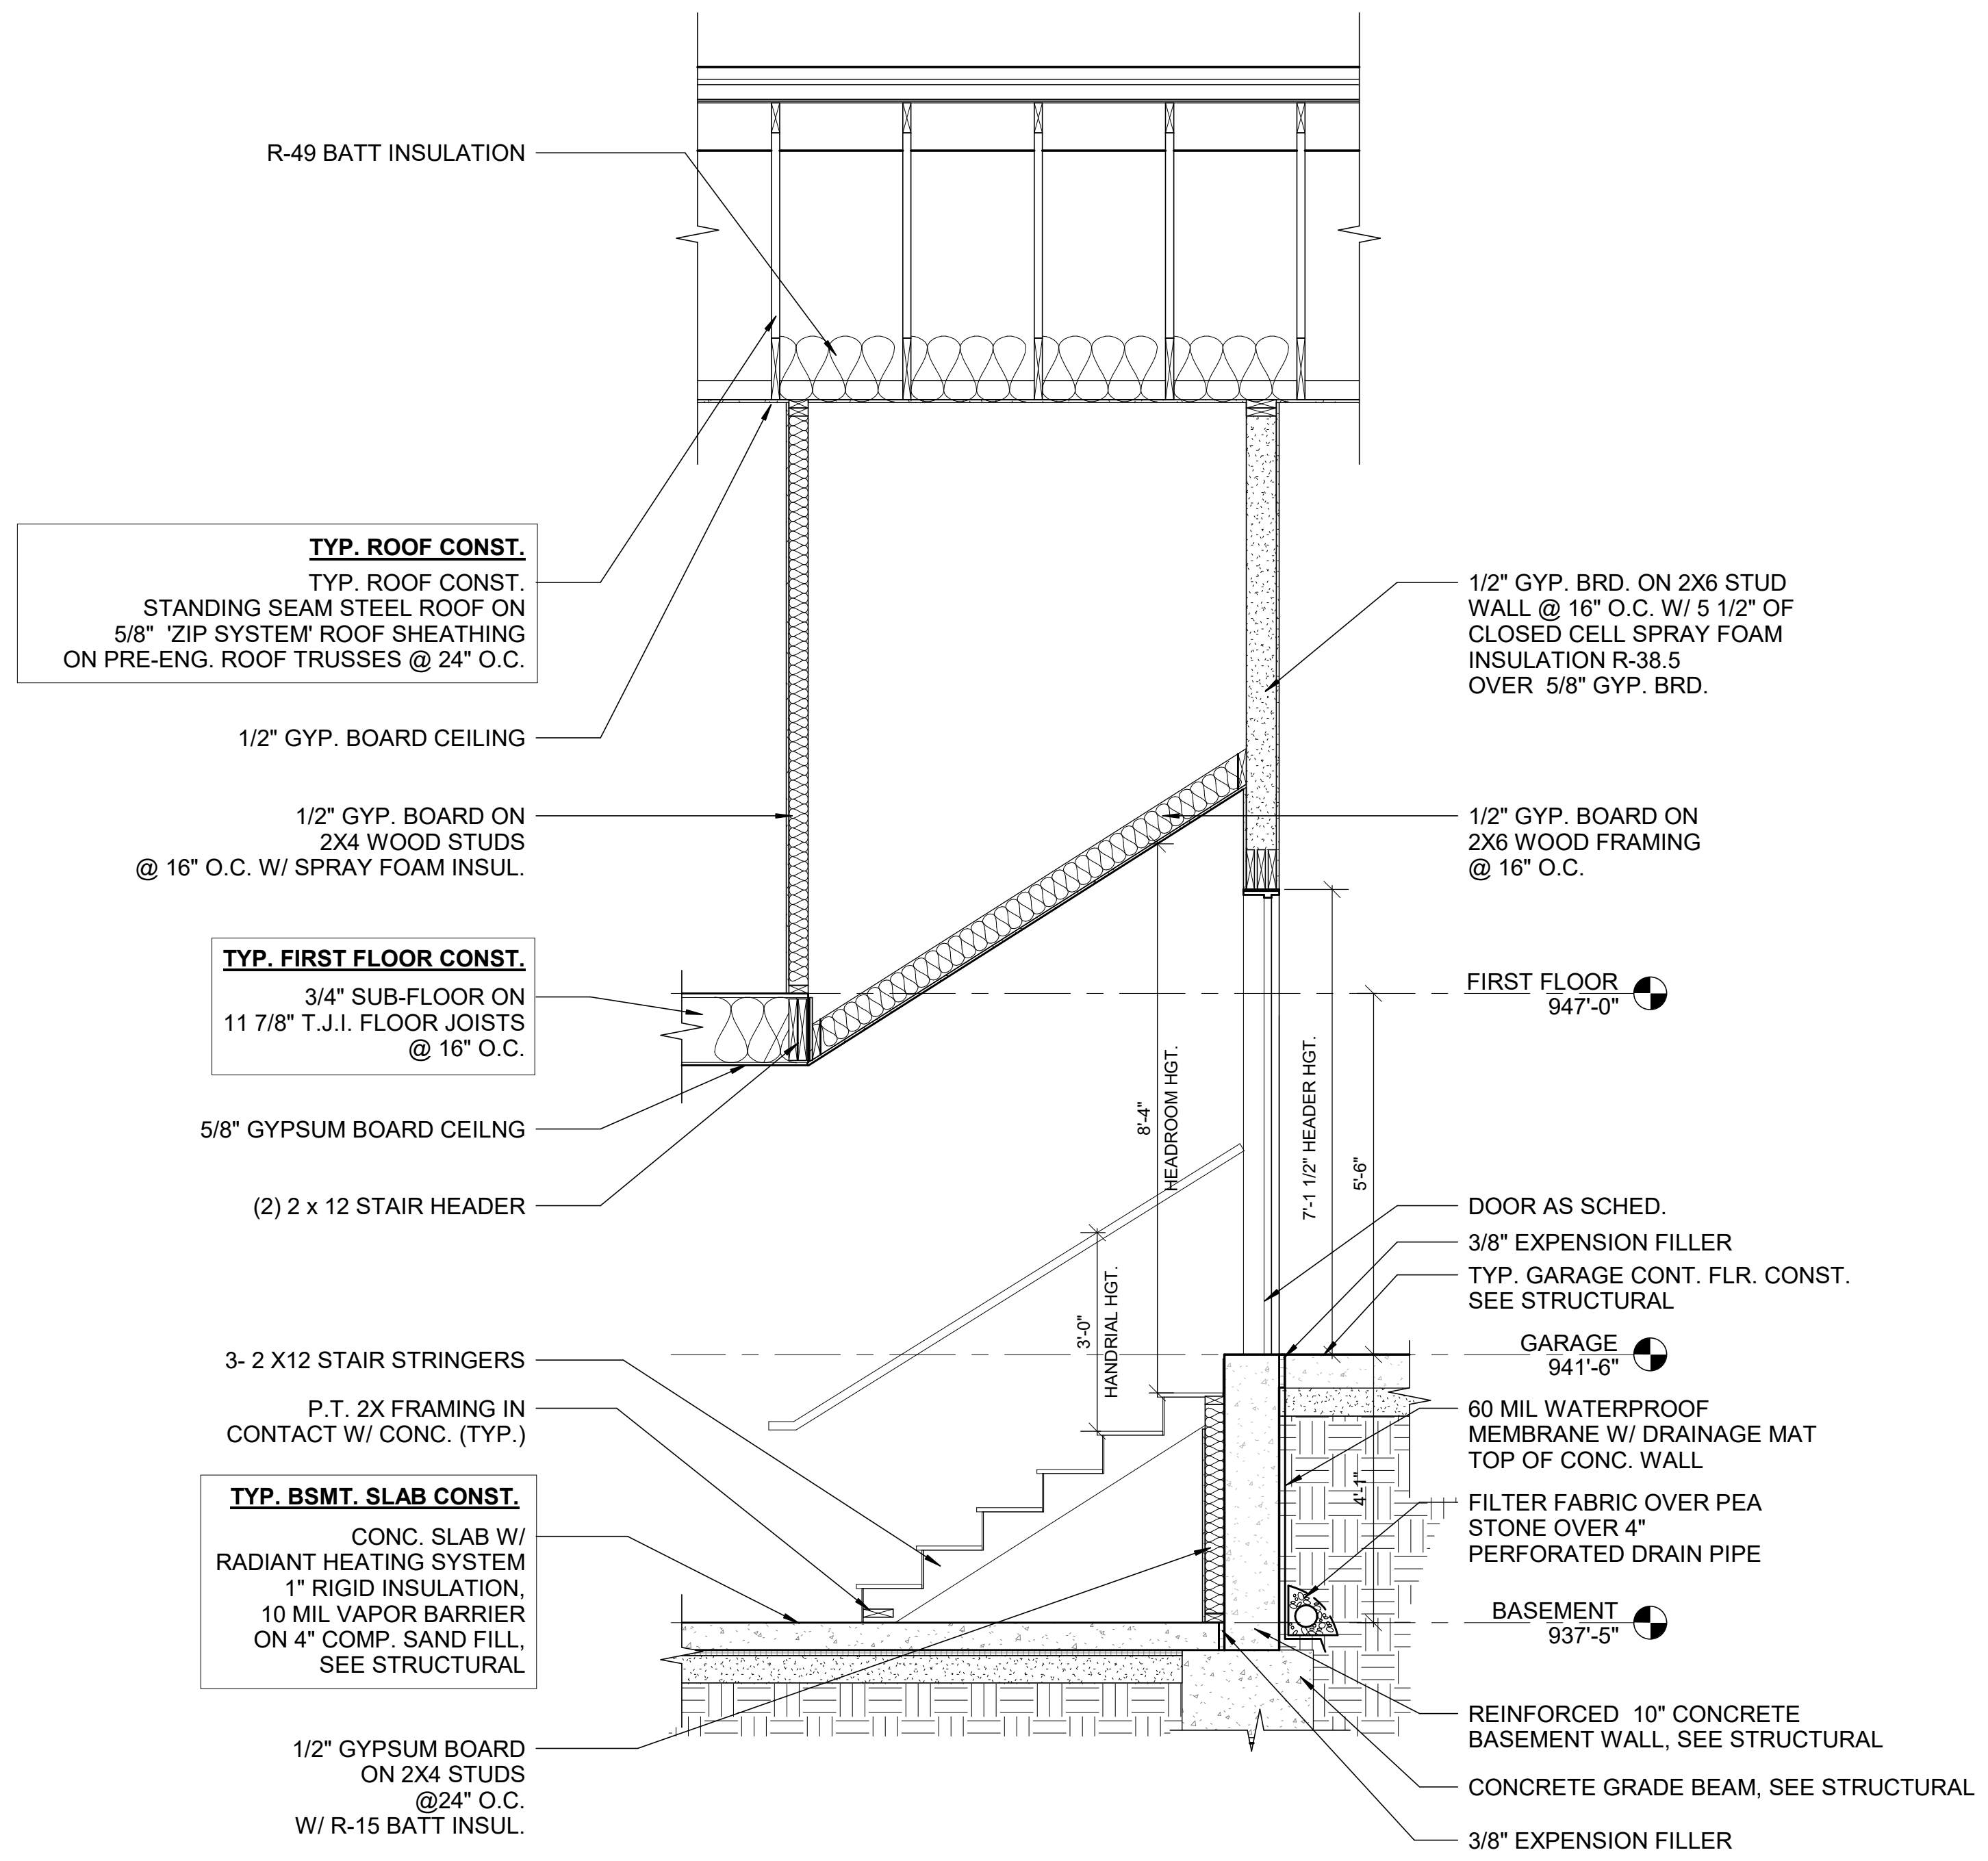 R-49 BATT INSULATION
TYP. ROOF CONST.
TYP. ROOF CONST.
STANDING SEAM STEEL ROOF ON
5/8" 'ZIP SYSTEM' ROOF SHEATHING
ON PRE-ENG. ROOF TRUSSES @ 24" O.C.
1/2" GYP. BOARD CEILING
1/2" GYP. BOARD ON
2X4 WOOD STUDS
@ 16" O.C. W/ SPRAY FOAM INSUL.
TYP. FIRST FLOOR CONST.
3/4" SUB-FLOOR ON
11 7/8" T.J.I. FLOOR JOISTS
@ 16" O.C.
5/8" GYPSUM BOARD CEILNG
(2) 2 x 12 STAIR HEADER
3- 2 X12 STAIR STRINGERS
P.T. 2X FRAMING IN
CONTACT W/ CONC. (TYP.)
TYP. BSMT. SLAB CONST.
CONC. SLAB W/
RADIANT HEATING SYSTEM
1" RIGID INSULATION,
10 MIL VAPOR BARRIER
ON 4" COMP. SAND FILL,
SEE STRUCTURAL
1/2" GYPSUM BOARD
ON 2X4 STUDS
@24" O.C.
W/ R-15 BATT INSUL.
3'-0"
HANDRIAL HGT.
8'-4"
HEADROOM HGT.
7'-1 1/2" HEADER HGT.
5'-6"
4'-1"
1/2" GYP. BRD. ON 2X6 STUD
WALL @ 16" O.C. W/ 5 1/2" OF
CLOSED CELL SPRAY FOAM
INSULATION R-38.5
OVER 5/8" GYP. BRD.
1/2" GYP. BOARD ON
2X6 WOOD FRAMING
@ 16" O.C.
FIRST FLOOR
947'-0"
DOOR AS SCHED.
3/8" EXPENSION FILLER
TYP. GARAGE CONT. FLR. CONST.
SEE STRUCTURAL
GARAGE
941'-6"
60 MIL WATERPROOF
MEMBRANE W/ DRAINAGE MAT
TOP OF CONC. WALL
FILTER FABRIC OVER PEA
STONE OVER 4"
PERFORATED DRAIN PIPE
BASEMENT
937'-5"
REINFORCED 10" CONCRETE
BASEMENT WALL, SEE STRUCTURAL
CONCRETE GRADE BEAM, SEE STRUCTURAL
3/8" EXPENSION FILLER